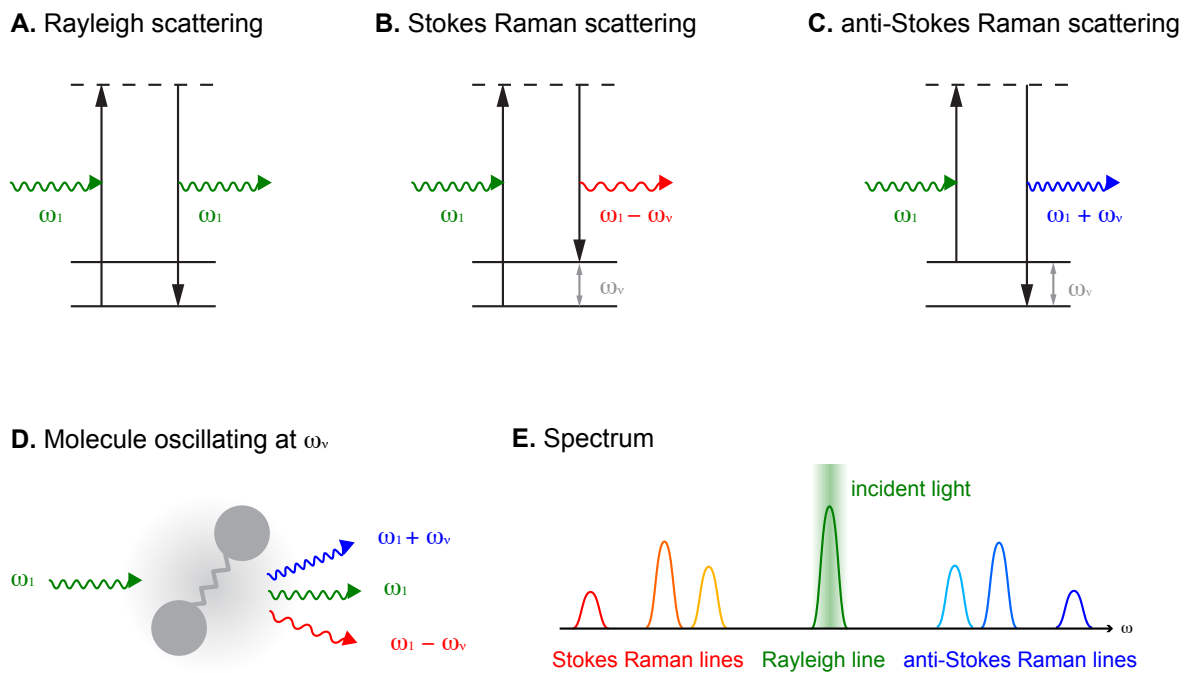 A. Rayleigh scattering
B. Stokes Raman scattering
C. anti-Stokes Raman scattering
ω₁
ω₁
ω₁
ω₁ – ωᵥ
ωᵥ
ω₁
ω₁ + ωᵥ
ωᵥ
D. Molecule oscillating at ωᵥ
ω₁
ω₁ + ωᵥ
ω₁
ω₁ – ωᵥ
E. Spectrum
incident light
ω
Stokes Raman lines
Rayleigh line
anti-Stokes Raman lines